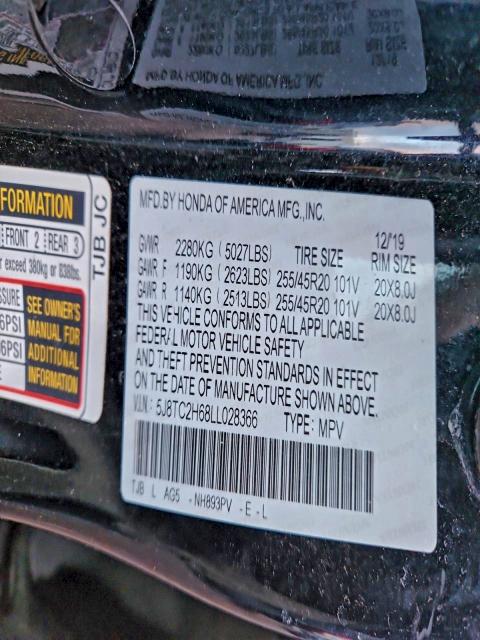 FORMATION
FRONT 2 REAR 3
or exceed 380kg or 838lbs.
SEE OWNER'S
MANUAL FOR
ADDITIONAL
INFORMATION
6PSI
6PSI
TJB JC
MFD.BY HONDA OF AMERICA MFG.,INC.
12/19
GVWR 2280KG (5027LBS) TIRE SIZE RIM SIZE
GAWR F 1190KG (2623LBS) 255/45R20 101V 20X8.0J
GAWR R 1140KG (2513LBS) 255/45R20 101V 20X8.0J
THIS VEHICLE CONFORMS TO ALL APPLICABLE
FEDERAL MOTOR VEHICLE SAFETY
AND THEFT PREVENTION STANDARDS IN EFFECT
ON THE DATE OF MANUFACTURE SHOWN ABOVE.
V.I.N.: 5J8TC2H68LL028366 TYPE: MPV
TJB L AG5 -NH893PV -E-L